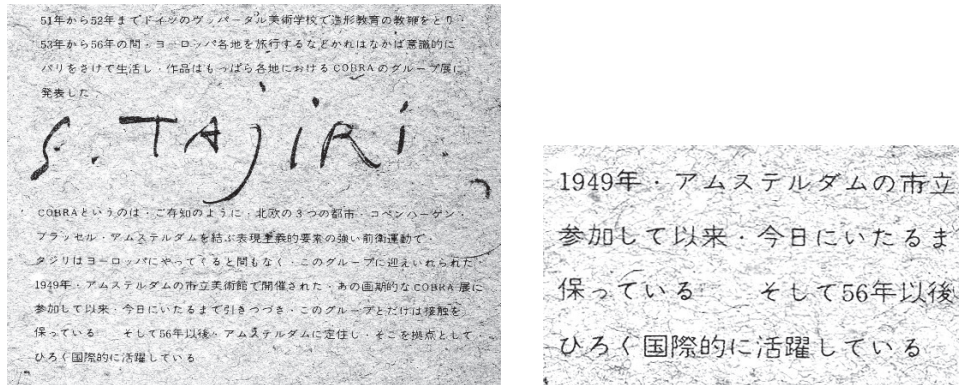 51年から52年までドイツのヴッパータル美術学校で造形教育の教鞭をとり・
53年から56年の間・ヨーロッパ各地を旅行するなどかれはなかば意識的に
パリをさけて生活し・作品はもっぱら各地における COBRA のグループ展に
発表した
S. TAjiRi.
COBRAというのは・ご存知のように・北欧の3つの都市・コペンハーゲン・
ブラッセル・アムステルダムを結ぶ表現主義的要素の強い前衛運動で・
タジリはヨーロッパにやってくると間もなく・このグループに迎えいれられた・
1949年・アムステルダムの市立美術館で開催された・あの画期的な COBRA 展に
参加して以来・今日にいたるまで引きつづき・このグループとだけは接触を
保っている　そして56年以後・アムステルダムに定住し・そこを拠点として
ひろく国際的に活躍している
1949年・アムステルダムの市立
参加して以来・今日にいたるま
保っている　そして56年以後
ひろく国際的に活躍している